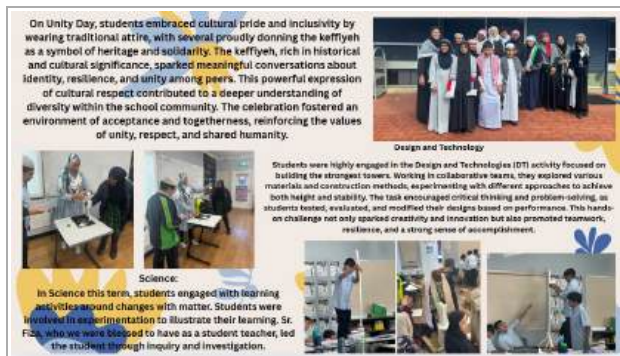 On Unity Day, students embraced cultural pride and inclusivity by
wearing traditional attire, with several proudly donning the keffiyeh
as a symbol of heritage and solidarity. The keffiyeh, rich in historical
and cultural significance, sparked meaningful conversations about
identity, resilience, and unity among peers. This powerful expression
of cultural respect contributed to a deeper understanding of
diversity within the school community. The celebration fostered an
environment of acceptance and togetherness, reinforcing the values
of unity, respect, and shared humanity.
Design and Technology
Students were highly engaged in the Design and Technologies (DT) activity focused on
building the strongest towers. Working in collaborative teams, they explored various
materials and construction methods, experimenting with different approaches to achieve
both height and stability. The task encouraged critical thinking and problem-solving, as
students tested, evaluated, and modified their designs based on performance. This hands-
on challenge not only sparked creativity and innovation but also promoted teamwork,
resilience, and a strong sense of accomplishment.
Science:
In Science this term, students engaged with learning
activities around changes with matter. Students were
involved in experimentation to illustrate their learning. Sr.
Fiza, who we were blessed to have as a student teacher, led
the student through inquiry and investigation.